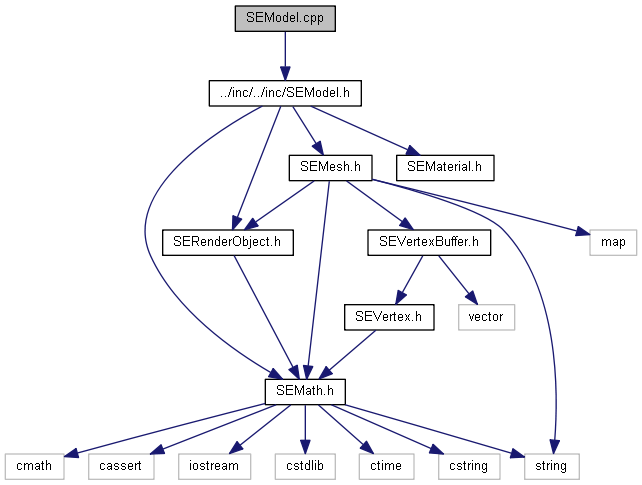 SEModel.cpp
../inc/../inc/SEModel.h
SEMesh.h
SEMaterial.h
SERenderObject.h
SEVertexBuffer.h
map
SEVertex.h
vector
SEMath.h
cmath
cassert
iostream
cstdlib
ctime
cstring
string